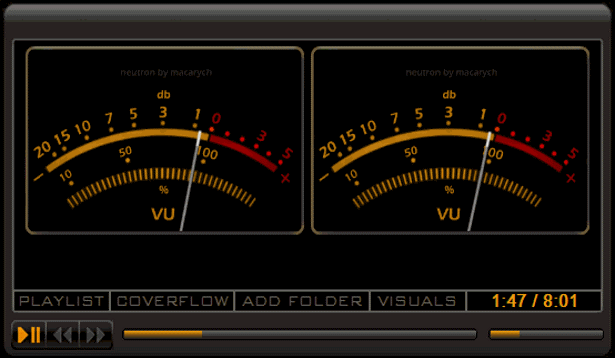 neutron by macarych
db
20 15 10 7 5 3 1 0 3 5
10 50 100
%
VU
neutron by macarych
db
20 15 10 7 5 3 1 0 3 5
10 50 100
%
VU
PLAYLIST COVERFLOW ADD FOLDER VISUALS 1:47 / 8:01